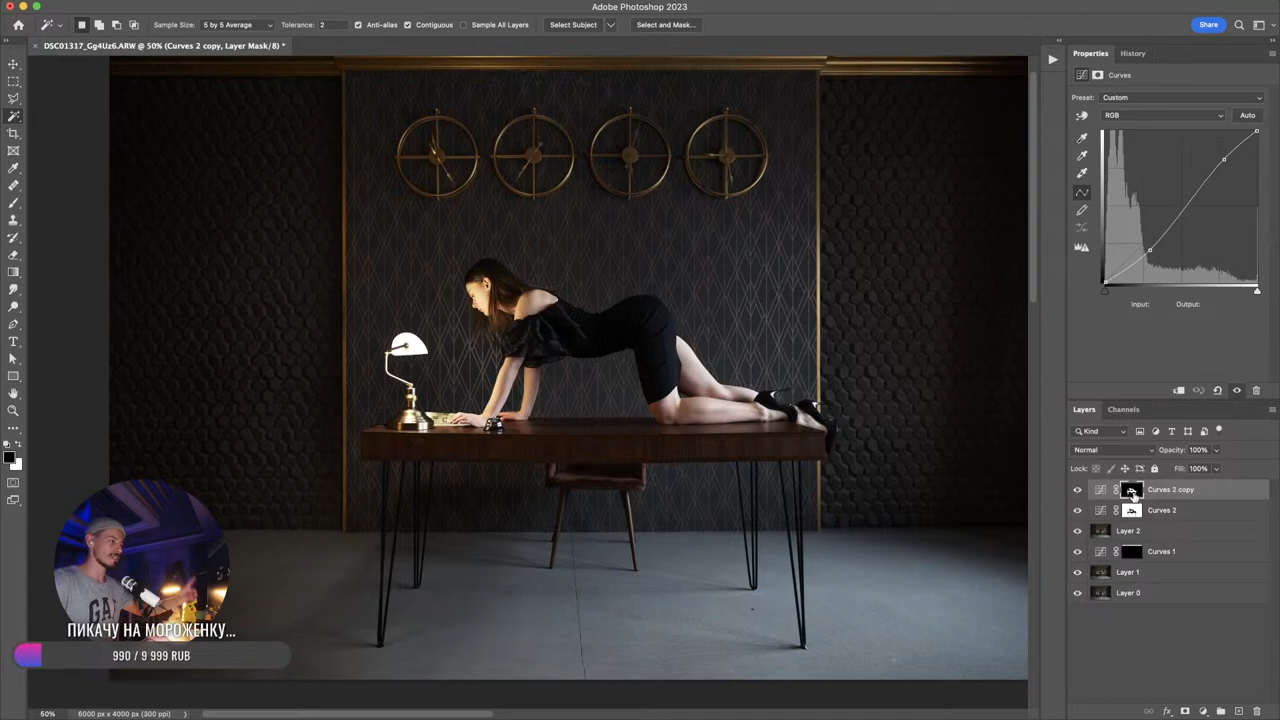 Adobe Photoshop 2023
Sample Size: 5 by 5 Average Tolerance: 2 Anti-alias Contiguous Sample All Layers Select Subject Select and Mask... Share
DSC01317_Gg4Uz6.ARW @ 50% (Curves 2 copy, Layer Mask/8) *
Properties History
Curves
Preset: Custom
RGB Auto
Input: Output:
Layers Channels
Kind
Normal Opacity: 100%
Lock: Fill: 100%
Curves 2 copy
Curves 2
Layer 2
Curves 1
Layer 1
Layer 0
ПИКАЧУ НА МОРОЖЕНКУ...
990 / 9 999 RUB
50% 6000 px x 4000 px (300 ppi)